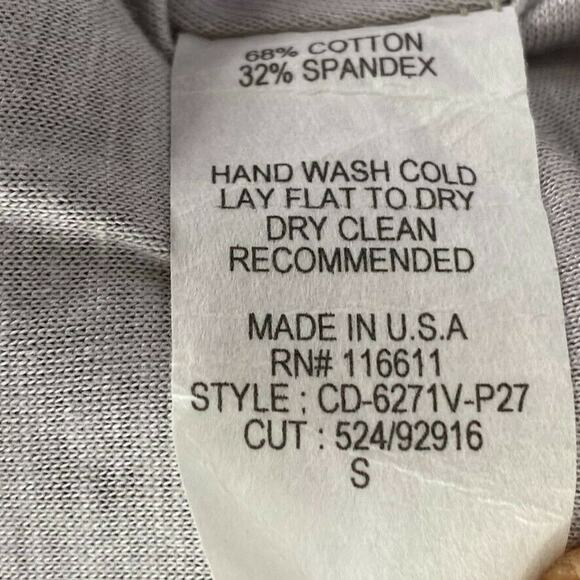 68% COTTON
32% SPANDEX
HAND WASH COLD
LAY FLAT TO DRY
DRY CLEAN
RECOMMENDED
MADE IN U.S.A
RN# 116611
STYLE : CD-6271V-P27
CUT : 524/92916
S